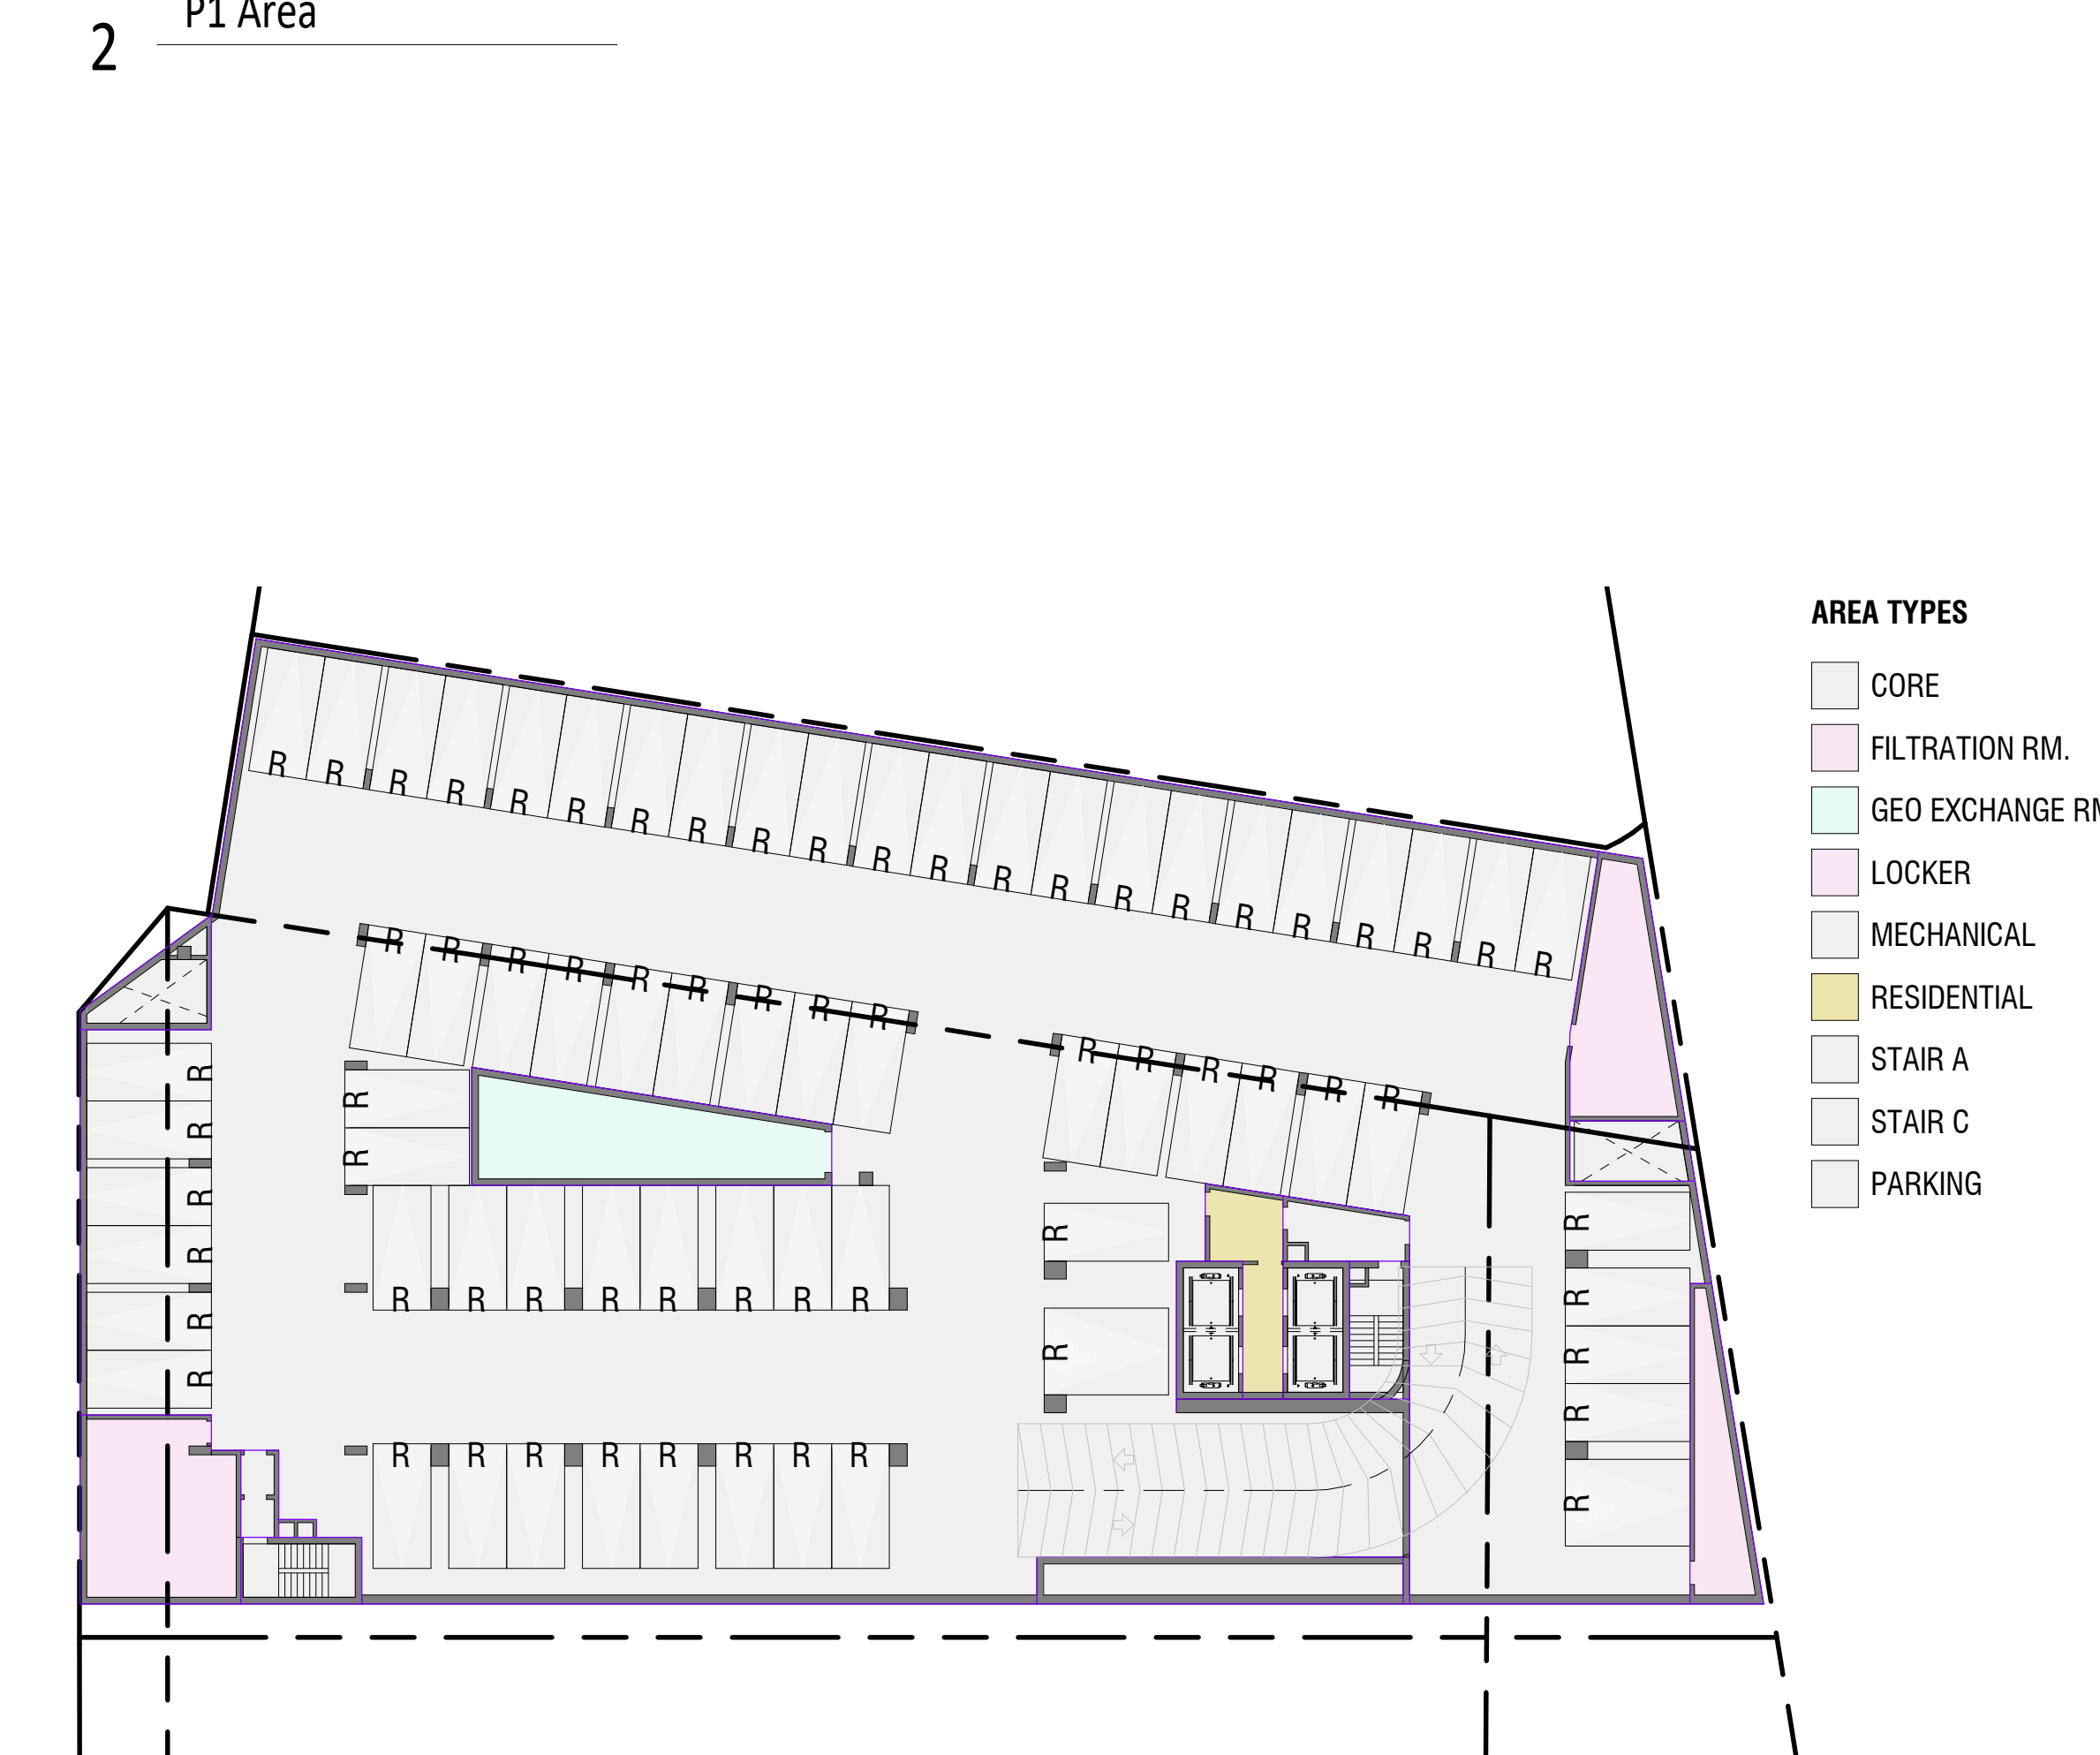 P1 Area
2
AREA TYPES
CORE
FILTRATION RM.
GEO EXCHANGE RM
LOCKER
MECHANICAL
RESIDENTIAL
STAIR A
STAIR C
PARKING
R R R R R R R R R R R R R R R R R R R R R R
R R R R R R R R R
R R R R R R
R
R
R
R
R
R
R
R
R R R R R R R R
R
R
R
R
R
R
R
R R R R R R R R